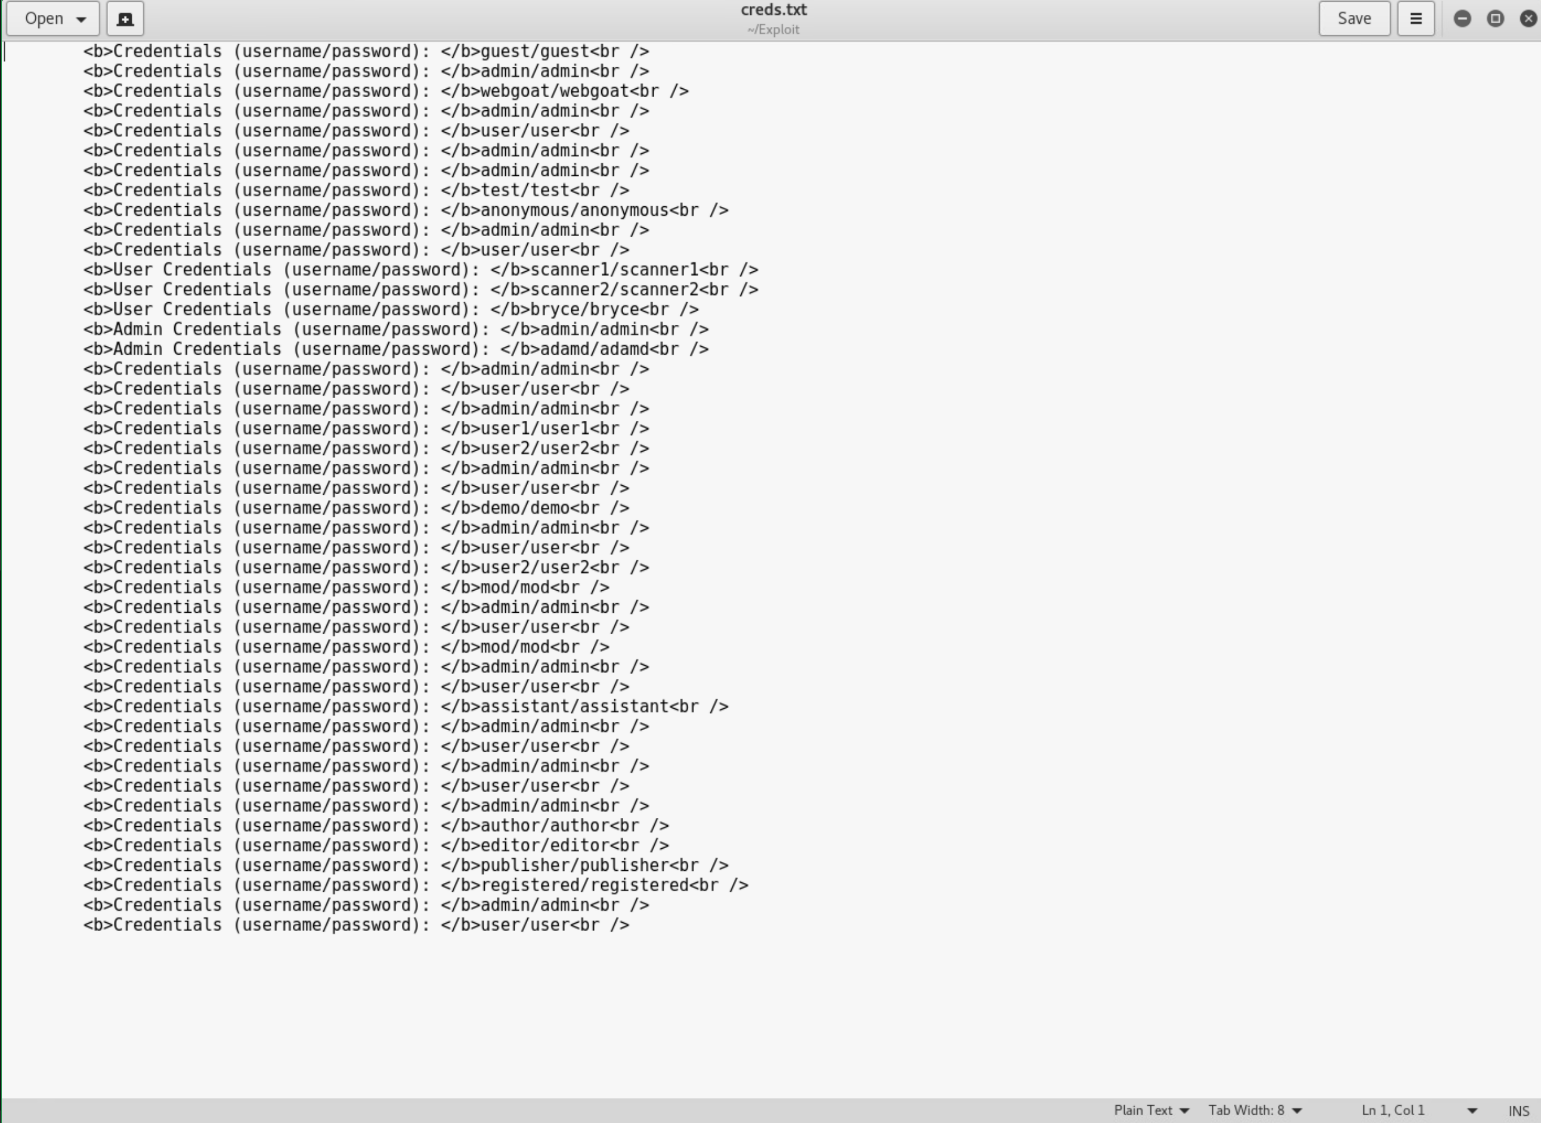 Open
creds.txt
~/Exploit
Save
<b>Credentials (username/password): </b>guest/guest<br />
<b>Credentials (username/password): </b>admin/admin<br />
<b>Credentials (username/password): </b>webgoat/webgoat<br />
<b>Credentials (username/password): </b>admin/admin<br />
<b>Credentials (username/password): </b>user/user<br />
<b>Credentials (username/password): </b>admin/admin<br />
<b>Credentials (username/password): </b>admin/admin<br />
<b>Credentials (username/password): </b>test/test<br />
<b>Credentials (username/password): </b>anonymous/anonymous<br />
<b>Credentials (username/password): </b>admin/admin<br />
<b>Credentials (username/password): </b>user/user<br />
<b>User Credentials (username/password): </b>scanner1/scanner1<br />
<b>User Credentials (username/password): </b>scanner2/scanner2<br />
<b>User Credentials (username/password): </b>bryce/bryce<br />
<b>Admin Credentials (username/password): </b>admin/admin<br />
<b>Admin Credentials (username/password): </b>adamd/adamd<br />
<b>Credentials (username/password): </b>admin/admin<br />
<b>Credentials (username/password): </b>user/user<br />
<b>Credentials (username/password): </b>admin/admin<br />
<b>Credentials (username/password): </b>user1/user1<br />
<b>Credentials (username/password): </b>user2/user2<br />
<b>Credentials (username/password): </b>admin/admin<br />
<b>Credentials (username/password): </b>user/user<br />
<b>Credentials (username/password): </b>demo/demo<br />
<b>Credentials (username/password): </b>admin/admin<br />
<b>Credentials (username/password): </b>user/user<br />
<b>Credentials (username/password): </b>user2/user2<br />
<b>Credentials (username/password): </b>mod/mod<br />
<b>Credentials (username/password): </b>admin/admin<br />
<b>Credentials (username/password): </b>user/user<br />
<b>Credentials (username/password): </b>mod/mod<br />
<b>Credentials (username/password): </b>admin/admin<br />
<b>Credentials (username/password): </b>user/user<br />
<b>Credentials (username/password): </b>assistant/assistant<br />
<b>Credentials (username/password): </b>admin/admin<br />
<b>Credentials (username/password): </b>user/user<br />
<b>Credentials (username/password): </b>admin/admin<br />
<b>Credentials (username/password): </b>user/user<br />
<b>Credentials (username/password): </b>admin/admin<br />
<b>Credentials (username/password): </b>author/author<br />
<b>Credentials (username/password): </b>editor/editor<br />
<b>Credentials (username/password): </b>publisher/publisher<br />
<b>Credentials (username/password): </b>registered/registered<br />
<b>Credentials (username/password): </b>admin/admin<br />
<b>Credentials (username/password): </b>user/user<br />
Plain Text
Tab Width: 8
Ln 1, Col 1
INS